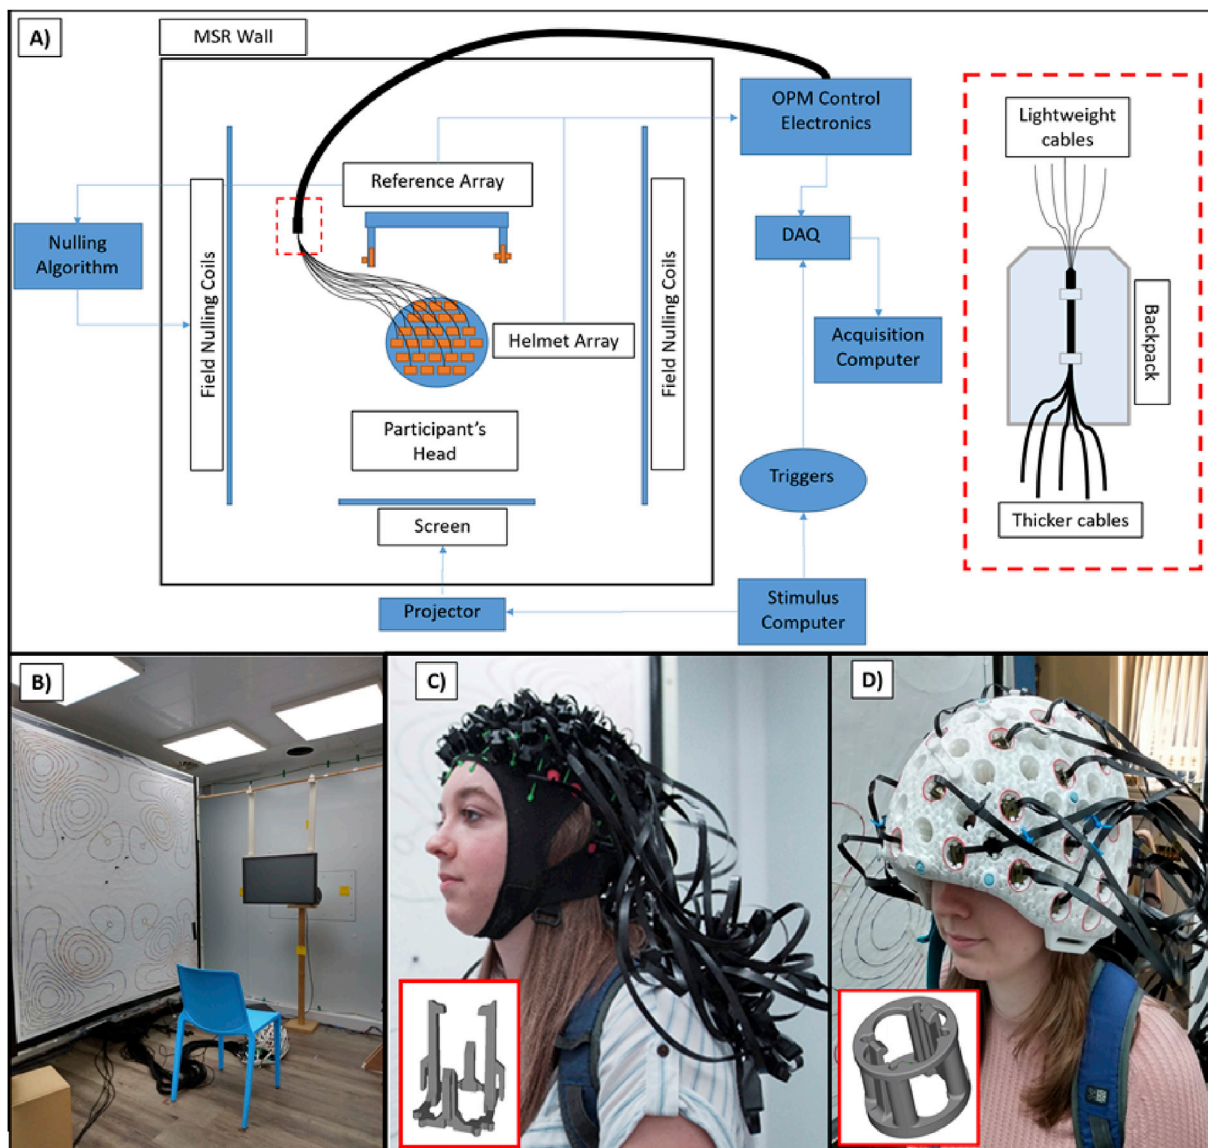 A)
MSR Wall
OPM Control
Electronics
Lightweight
cables
Reference Array
Nulling
Algorithm
Field Nulling Coils
Field Nulling Coils
DAQ
Helmet Array
Acquisition
Computer
Backpack
Participant's
Head
Triggers
Thicker cables
Screen
Projector
Stimulus
Computer
B)
C)
D)